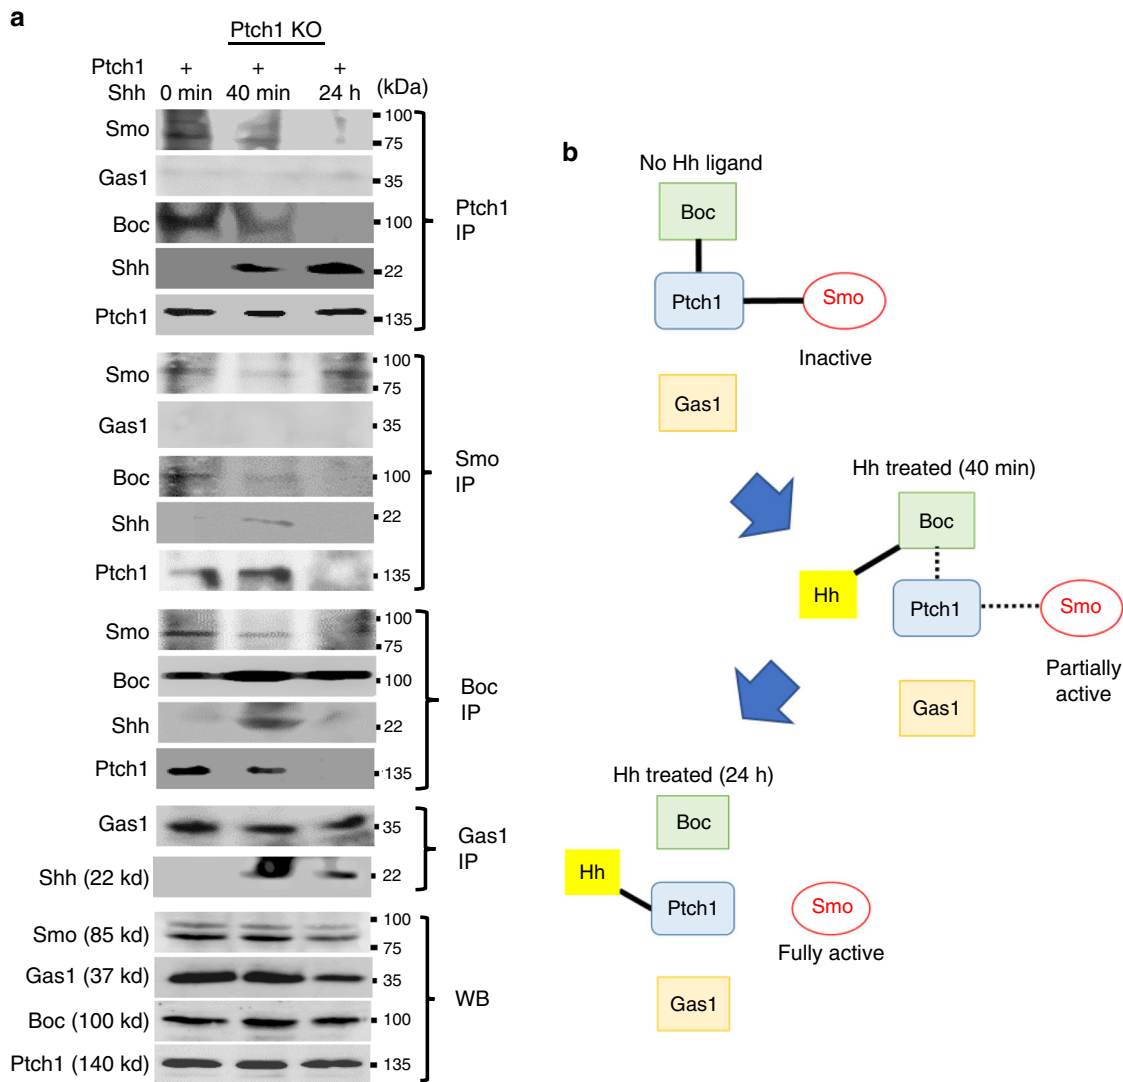 a
Ptch1 KO
Ptch1 + + +
Shh 0 min 40 min 24 h (kDa)
Smo 100
75
Gas1 35
Boc 100
Shh 22
Ptch1 135
Ptch1
IP
Smo 100
75
Gas1 35
Boc 100
Shh 22
Ptch1 135
Smo
IP
Smo 100
75
Boc 100
Shh 22
Ptch1 135
Boc
IP
Gas1 35
Shh (22 kd) 22
Gas1
IP
Smo (85 kd) 100
75
Gas1 (37 kd) 35
Boc (100 kd) 100
Ptch1 (140 kd) 135
WB
b
No Hh ligand
Boc
Ptch1 Smo
Inactive
Gas1
Hh treated (40 min)
Boc
Hh
Ptch1 Smo
Partially
active
Gas1
Hh treated (24 h)
Boc
Hh
Ptch1 Smo
Fully active
Gas1